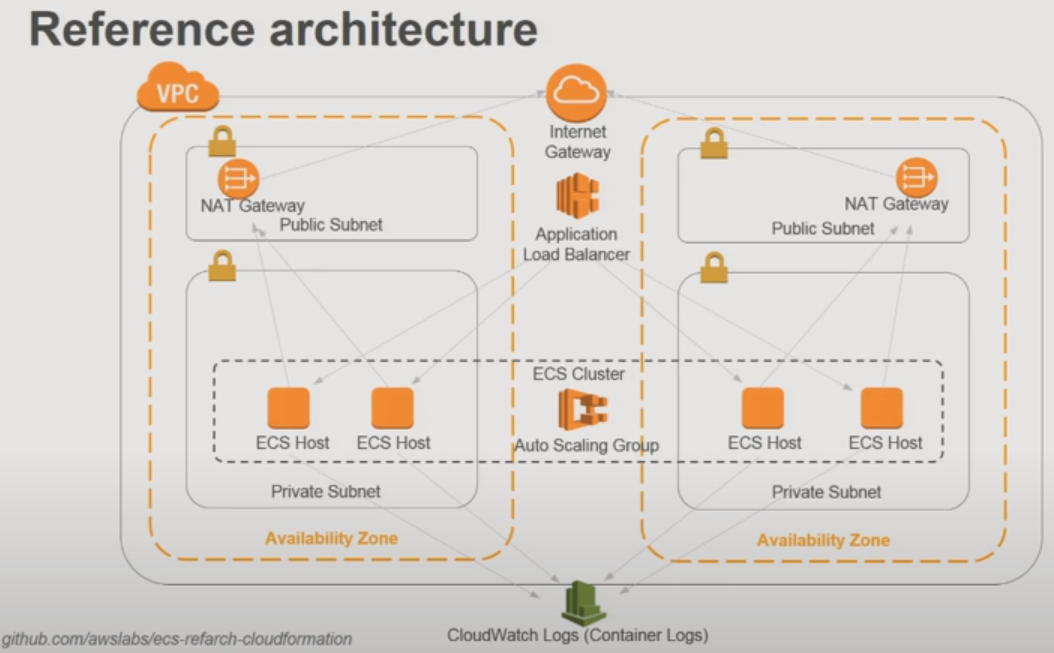 Reference architecture
VPC
Internet
Gateway
NAT Gateway
Public Subnet
NAT Gateway
Public Subnet
Application
Load Balancer
ECS Cluster
ECS Host
ECS Host
Auto Scaling Group
ECS Host
ECS Host
Private Subnet
Private Subnet
Availability Zone
Availability Zone
CloudWatch Logs (Container Logs)
github.com/awslabs/ecs-refarch-cloudformation